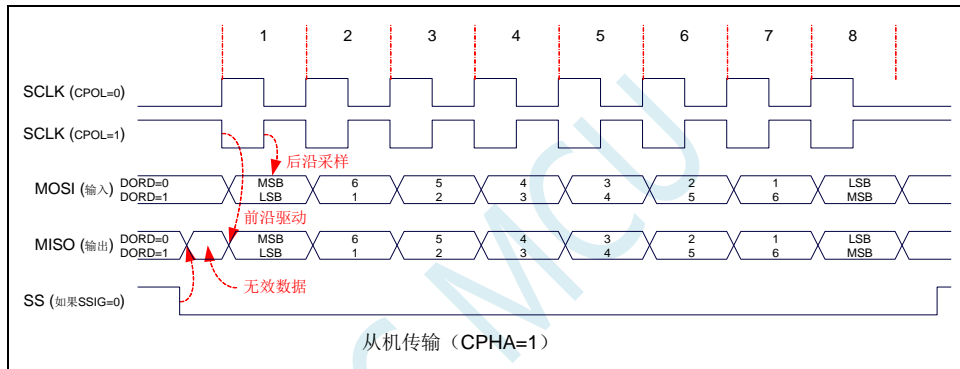 1 2 3 4 5 6 7 8
SCLK (CPOL=0)
SCLK (CPOL=1)
后沿采样
MOSI (输入) DORD=0 MSB 6 5 4 3 2 1 LSB
DORD=1 LSB 1 2 3 4 5 6 MSB
前沿驱动
MISO (输出) DORD=0 MSB 6 5 4 3 2 1 LSB
DORD=1 LSB 1 2 3 4 5 6 MSB
无效数据
SS (如果SSIG=0)
从机传输（CPHA=1）
MCU